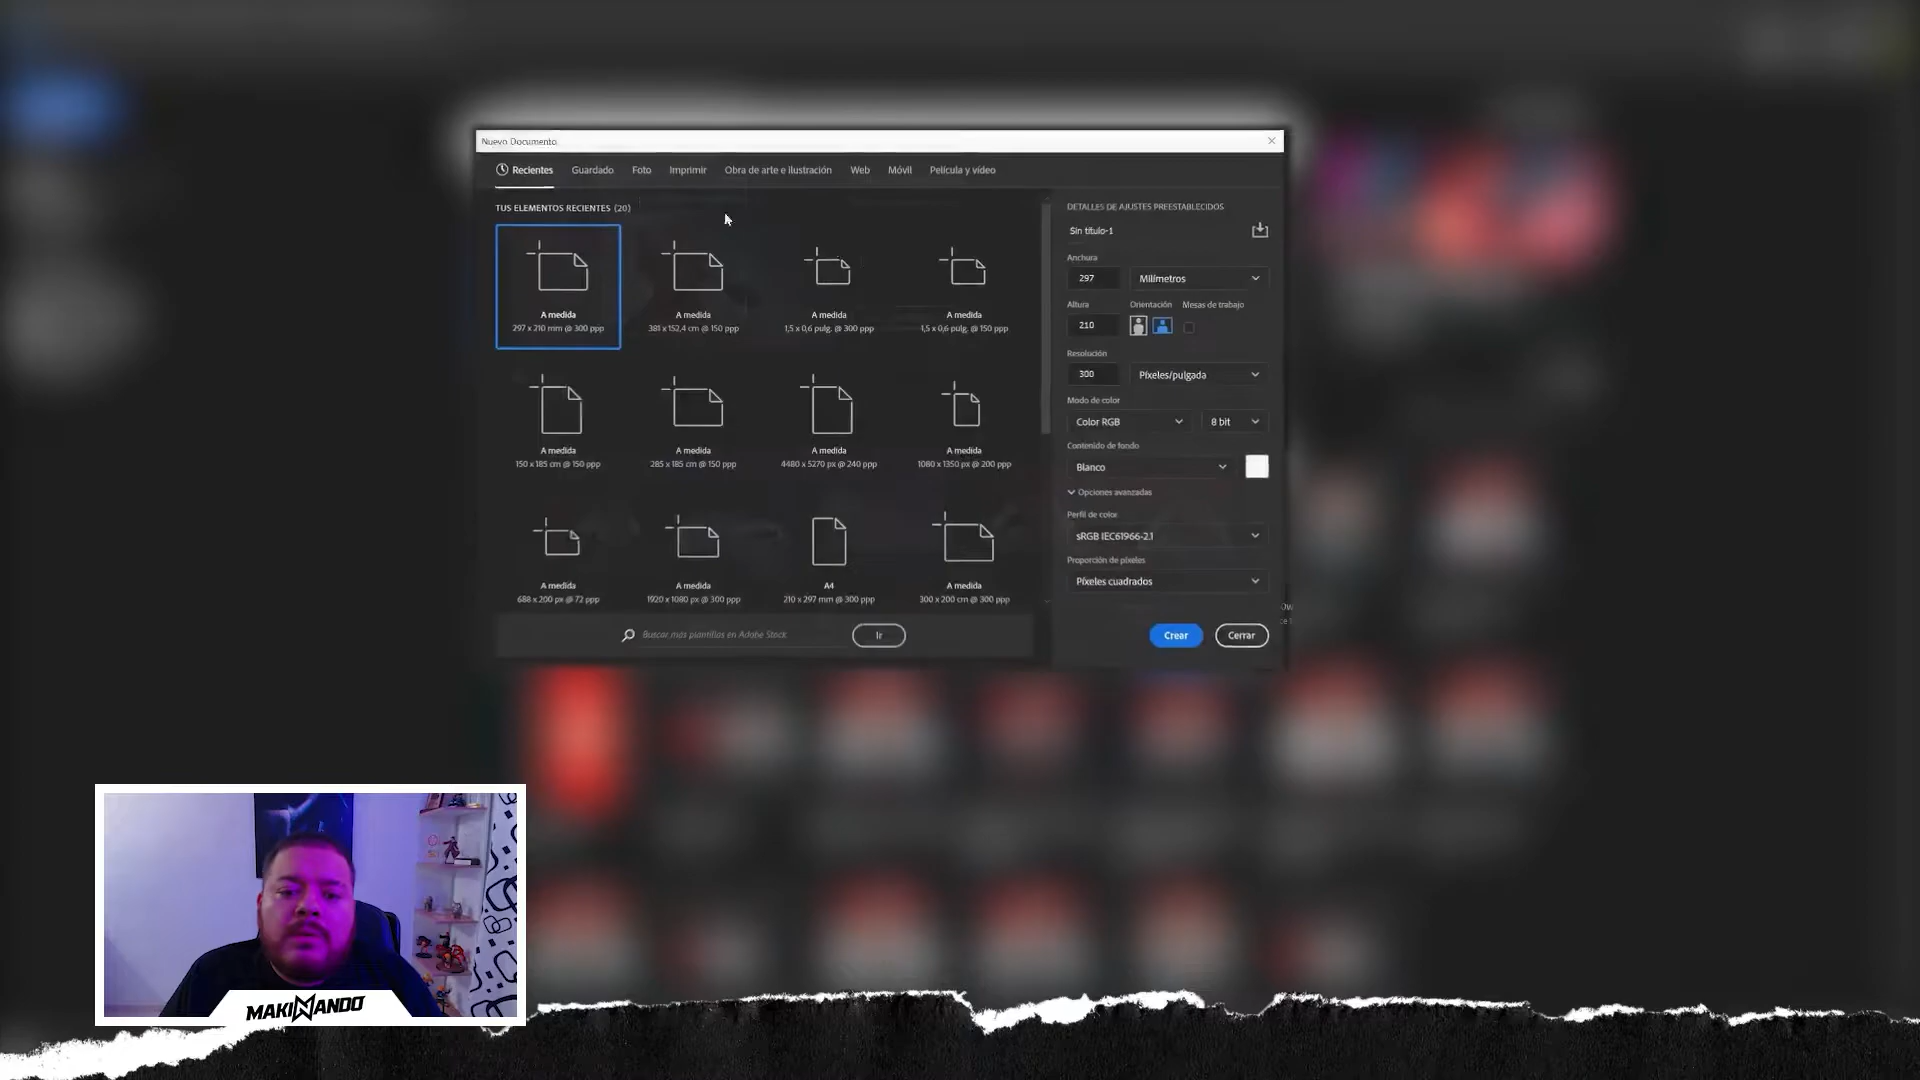 Nuevo Documento
Recientes Guardado Foto Imprimir Obra de arte e ilustración Web Móvil Película y vídeo
TUS ELEMENTOS RECIENTES (20)
A medida
297 x 210 mm @ 300 ppp
A medida
381 x 152,4 cm @ 150 ppp
A medida
1,5 x 0,6 pulg. @ 300 ppp
A medida
1,5 x 0,6 pulg. @ 150 ppp
A medida
150 x 185 cm @ 150 ppp
A medida
285 x 185 cm @ 150 ppp
A medida
4480 x 5270 px @ 240 ppp
A medida
1080 x 1350 px @ 200 ppp
A medida
688 x 200 px @ 72 ppp
A medida
1920 x 1080 px @ 300 ppp
A4
210 x 297 mm @ 300 ppp
A medida
300 x 200 cm @ 300 ppp
Buscar más plantillas en Adobe Stock
Ir
DETALLES DE AJUSTES PREESTABLECIDOS
Sin título-1
Anchura
297 Milímetros
Altura Orientación Mesas de trabajo
210
Resolución
300 Píxeles/pulgada
Modo de color
Color RGB 8 bit
Contenido de fondo
Blanco
Opciones avanzadas
Perfil de color
sRGB IEC61966-2.1
Proporción de píxeles
Píxeles cuadrados
Crear Cerrar
MAKINANDO